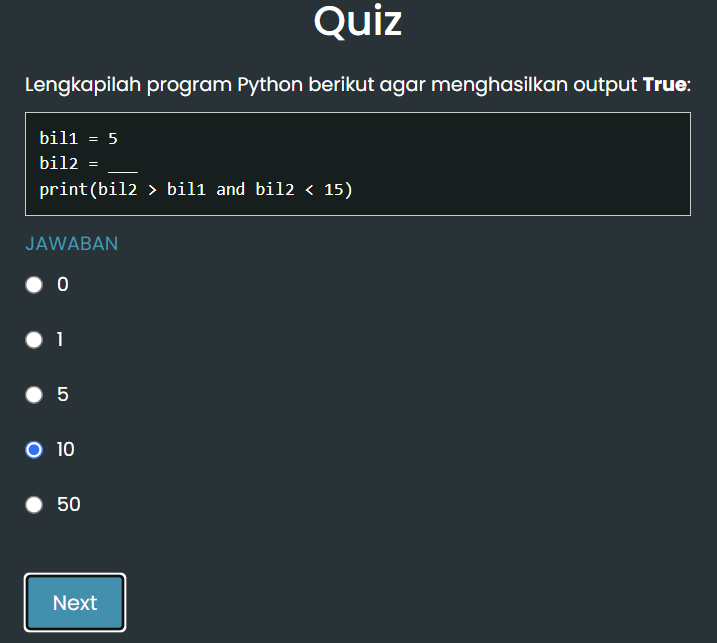 Quiz
Lengkapilah program Python berikut agar menghasilkan output True:
bil1 = 5
bil2 = ___
print(bil2 > bil1 and bil2 < 15)
JAWABAN
0
1
5
10
50
Next